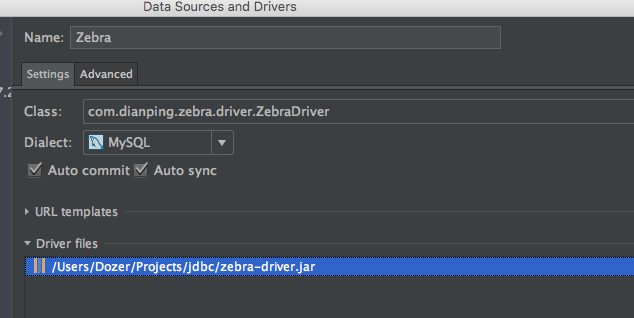 Data Sources and Drivers
Name: Zebra
Settings Advanced
Class: com.dianping.zebra.driver.ZebraDriver
Dialect: MySQL
Auto commit Auto sync
URL templates
Driver files
/Users/Dozer/Projects/jdbc/zebra-driver.jar